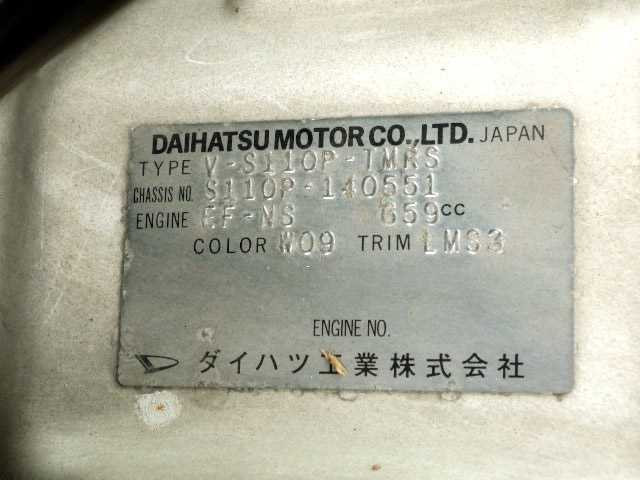 DAIHATSU MOTOR CO., LTD. JAPAN
TYPE V-S110P-TMRS
CHASSIS NO. S110P-140551
ENGINE EF-NS 659cc
COLOR W09 TRIM LMS3
ENGINE NO.
ダイハツ工業株式会社